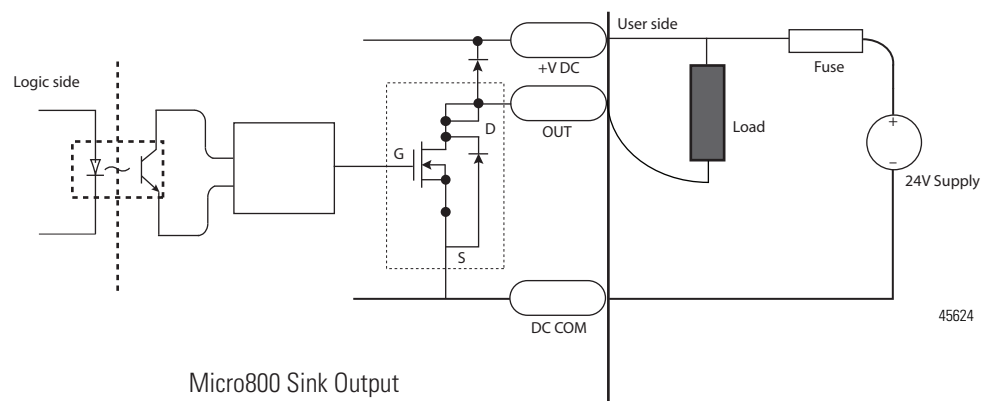 User side
+V DC
Fuse
Logic side
D
OUT
Load
G
+
−
24V Supply
S
DC COM
45624
Micro800 Sink Output